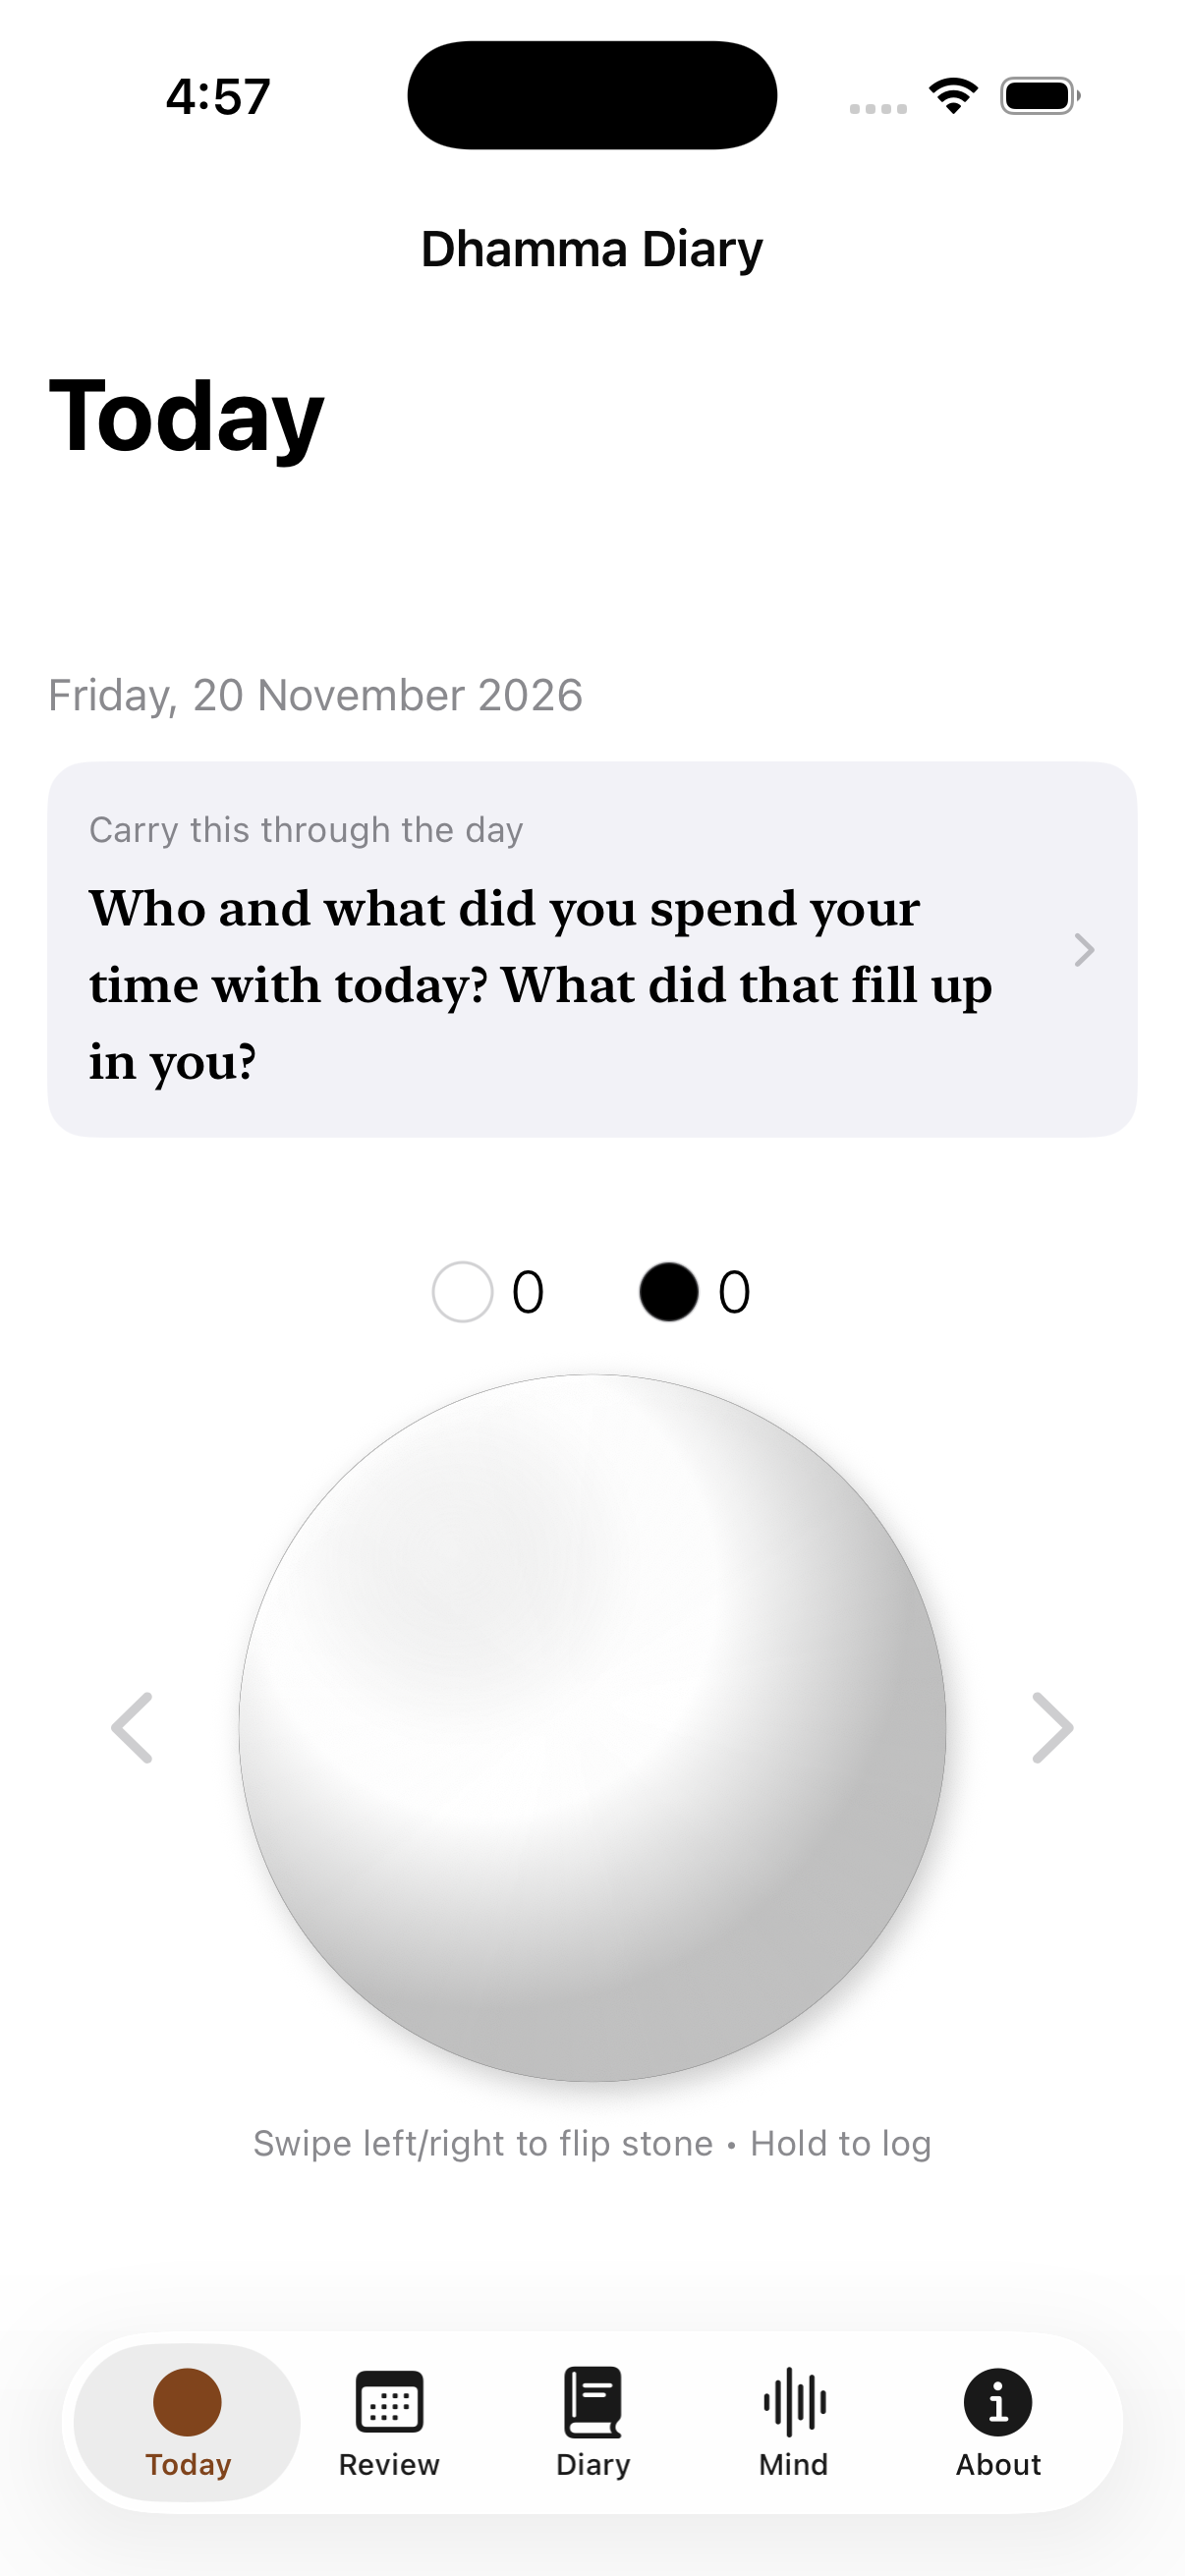 4:57
Dhamma Diary
Today
Friday, 20 November 2026
Carry this through the day
Who and what did you spend your
time with today? What did that fill up
in you?
0 0
Swipe left/right to flip stone • Hold to log
Today Review Diary Mind About